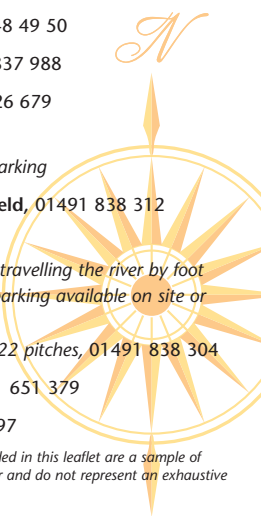 N
8 49 50
837 988
26 679
arking
eld, 01491 838 312
travelling the river by foot
parking available on site or
22 pitches, 01491 838 304
651 379
97
led in this leaflet are a sample of
r and do not represent an exhaustive